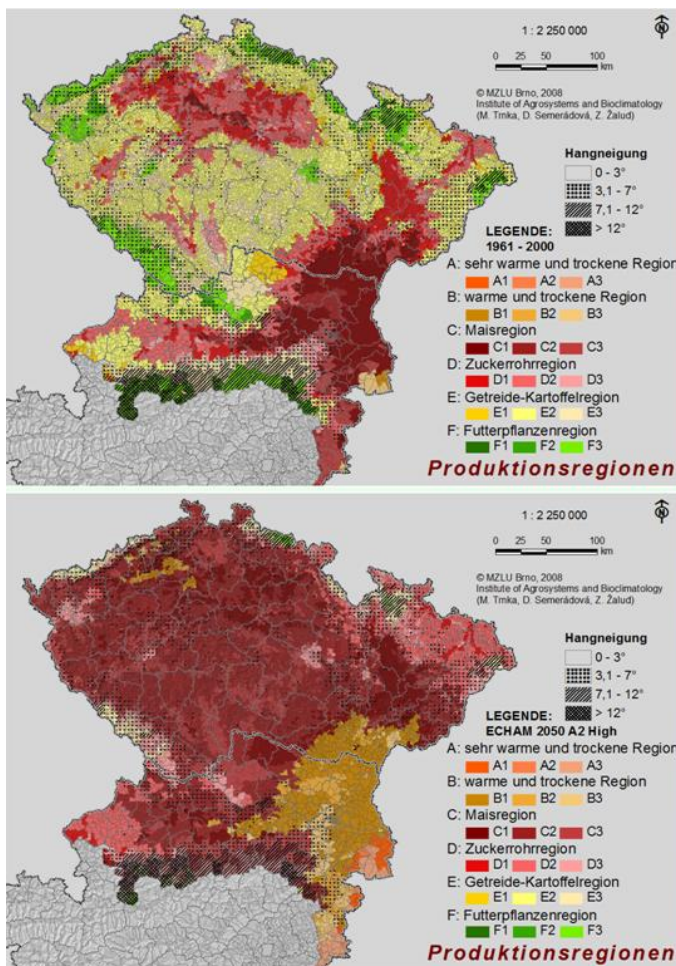 1 : 2 250 000
N
0 25 50 100
km
© MZLU Brno, 2008
Institute of Agrosystems and Bioclimatology
(M. Trnka, D. Semerádová, Z. Žalud)
Hangneigung
0 - 3°
3,1 - 7°
7,1 - 12°
> 12°
LEGENDE:
1961 - 2000
A: sehr warme und trockene Region
A1 A2 A3
B: warme und trockene Region
B1 B2 B3
C: Maisregion
C1 C2 C3
D: Zuckerrohrregion
D1 D2 D3
E: Getreide-Kartoffelregion
E1 E2 E3
F: Futterpflanzenregion
F1 F2 F3
Produktionsregionen
1 : 2 250 000
N
0 25 50 100
km
© MZLU Brno, 2008
Institute of Agrosystems and Bioclimatology
(M. Trnka, D. Semerádová, Z. Žalud)
Hangneigung
0 - 3°
3,1 - 7°
7,1 - 12°
> 12°
LEGENDE:
ECHAM 2050 A2 High
A: sehr warme und trockene Region
A1 A2 A3
B: warme und trockene Region
B1 B2 B3
C: Maisregion
C1 C2 C3
D: Zuckerrohrregion
D1 D2 D3
E: Getreide-Kartoffelregion
E1 E2 E3
F: Futterpflanzenregion
F1 F2 F3
Produktionsregionen